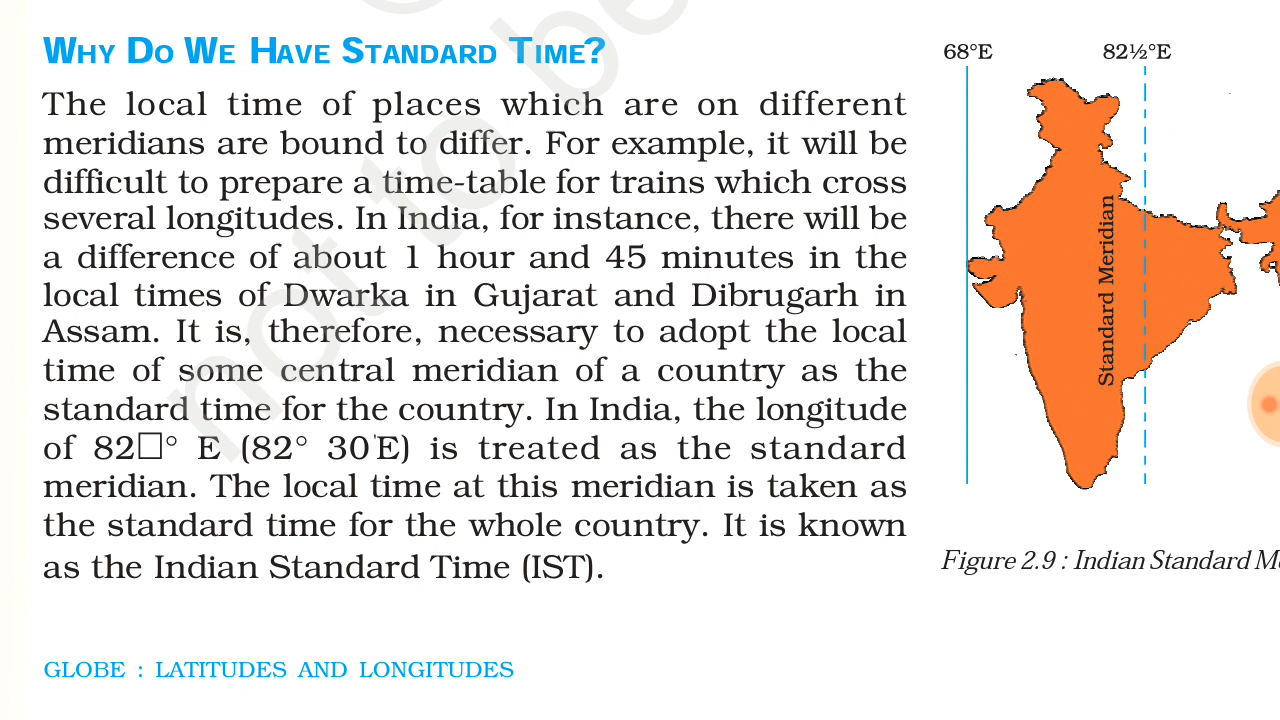 WHY DO WE HAVE STANDARD TIME?
The local time of places which are on different
meridians are bound to differ. For example, it will be
difficult to prepare a time-table for trains which cross
several longitudes. In India, for instance, there will be
a difference of about 1 hour and 45 minutes in the
local times of Dwarka in Gujarat and Dibrugarh in
Assam. It is, therefore, necessary to adopt the local
time of some central meridian of a country as the
standard time for the country. In India, the longitude
of 82□° E (82° 30'E) is treated as the standard
meridian. The local time at this meridian is taken as
the standard time for the whole country. It is known
as the Indian Standard Time (IST).
GLOBE : LATITUDES AND LONGITUDES
68°E
82½°E
Standard Meridian
Figure 2.9 : Indian Standard
not to be